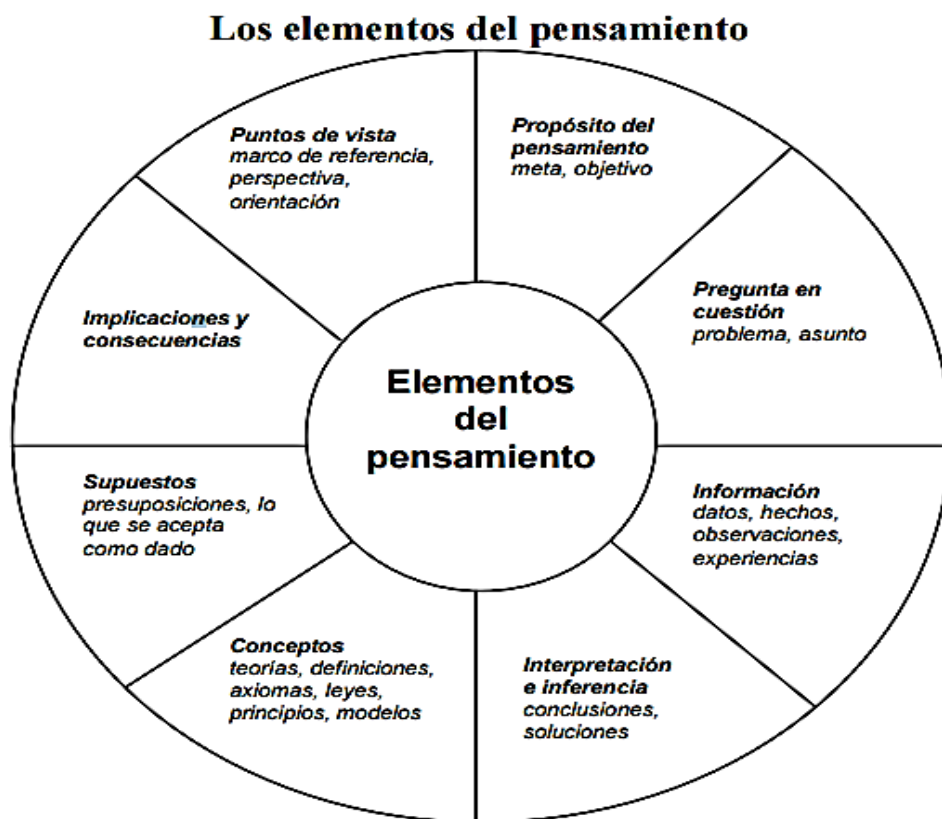 Los elementos del pensamiento
Propósito del
pensamiento
meta, objetivo
Pregunta en
cuestión
problema, asunto
Información
datos, hechos,
observaciones,
experiencias
Interpretación
e inferencia
conclusiones,
soluciones
Conceptos
teorías, definiciones,
axiomas, leyes,
principios, modelos
Supuestos
presuposiciones, lo
que se acepta
como dado
Implicaciones y
consecuencias
Puntos de vista
marco de referencia,
perspectiva,
orientación
Elementos
del
pensamiento